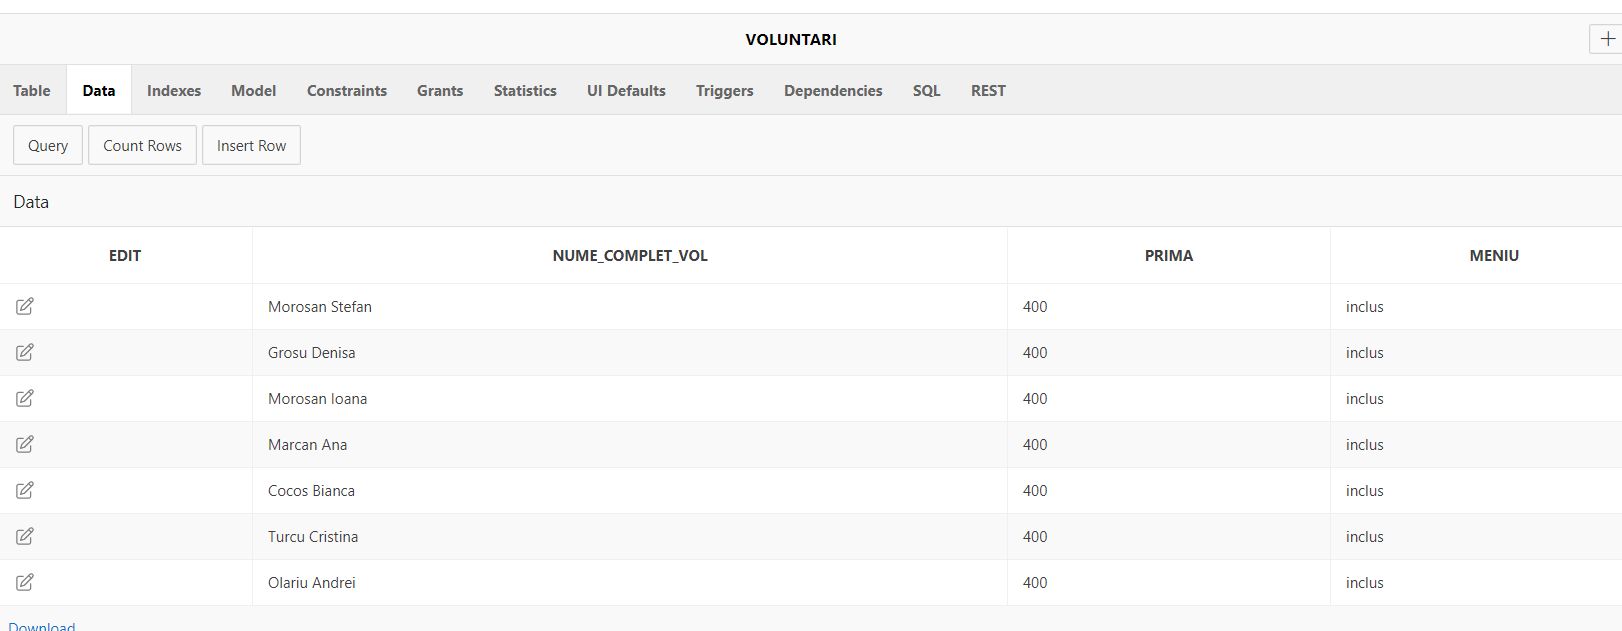 VOLUNTARI
Table Data Indexes Model Constraints Grants Statistics UI Defaults Triggers Dependencies SQL REST
Query Count Rows Insert Row
Data
EDIT NUME_COMPLET_VOL PRIMA MENIU
Morosan Stefan 400 inclus
Grosu Denisa 400 inclus
Morosan Ioana 400 inclus
Marcan Ana 400 inclus
Cocos Bianca 400 inclus
Turcu Cristina 400 inclus
Olariu Andrei 400 inclus
Download